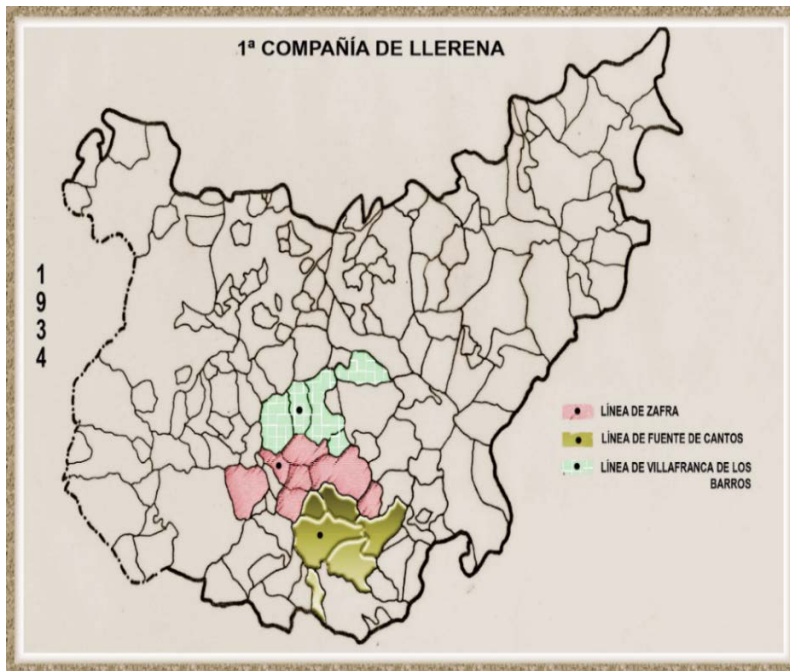 1ª COMPAÑÍA DE LLERENA
1
9
3
4
LÍNEA DE ZAFRA
LÍNEA DE FUENTE DE CANTOS
LÍNEA DE VILLAFRANCA DE LOS
BARROS